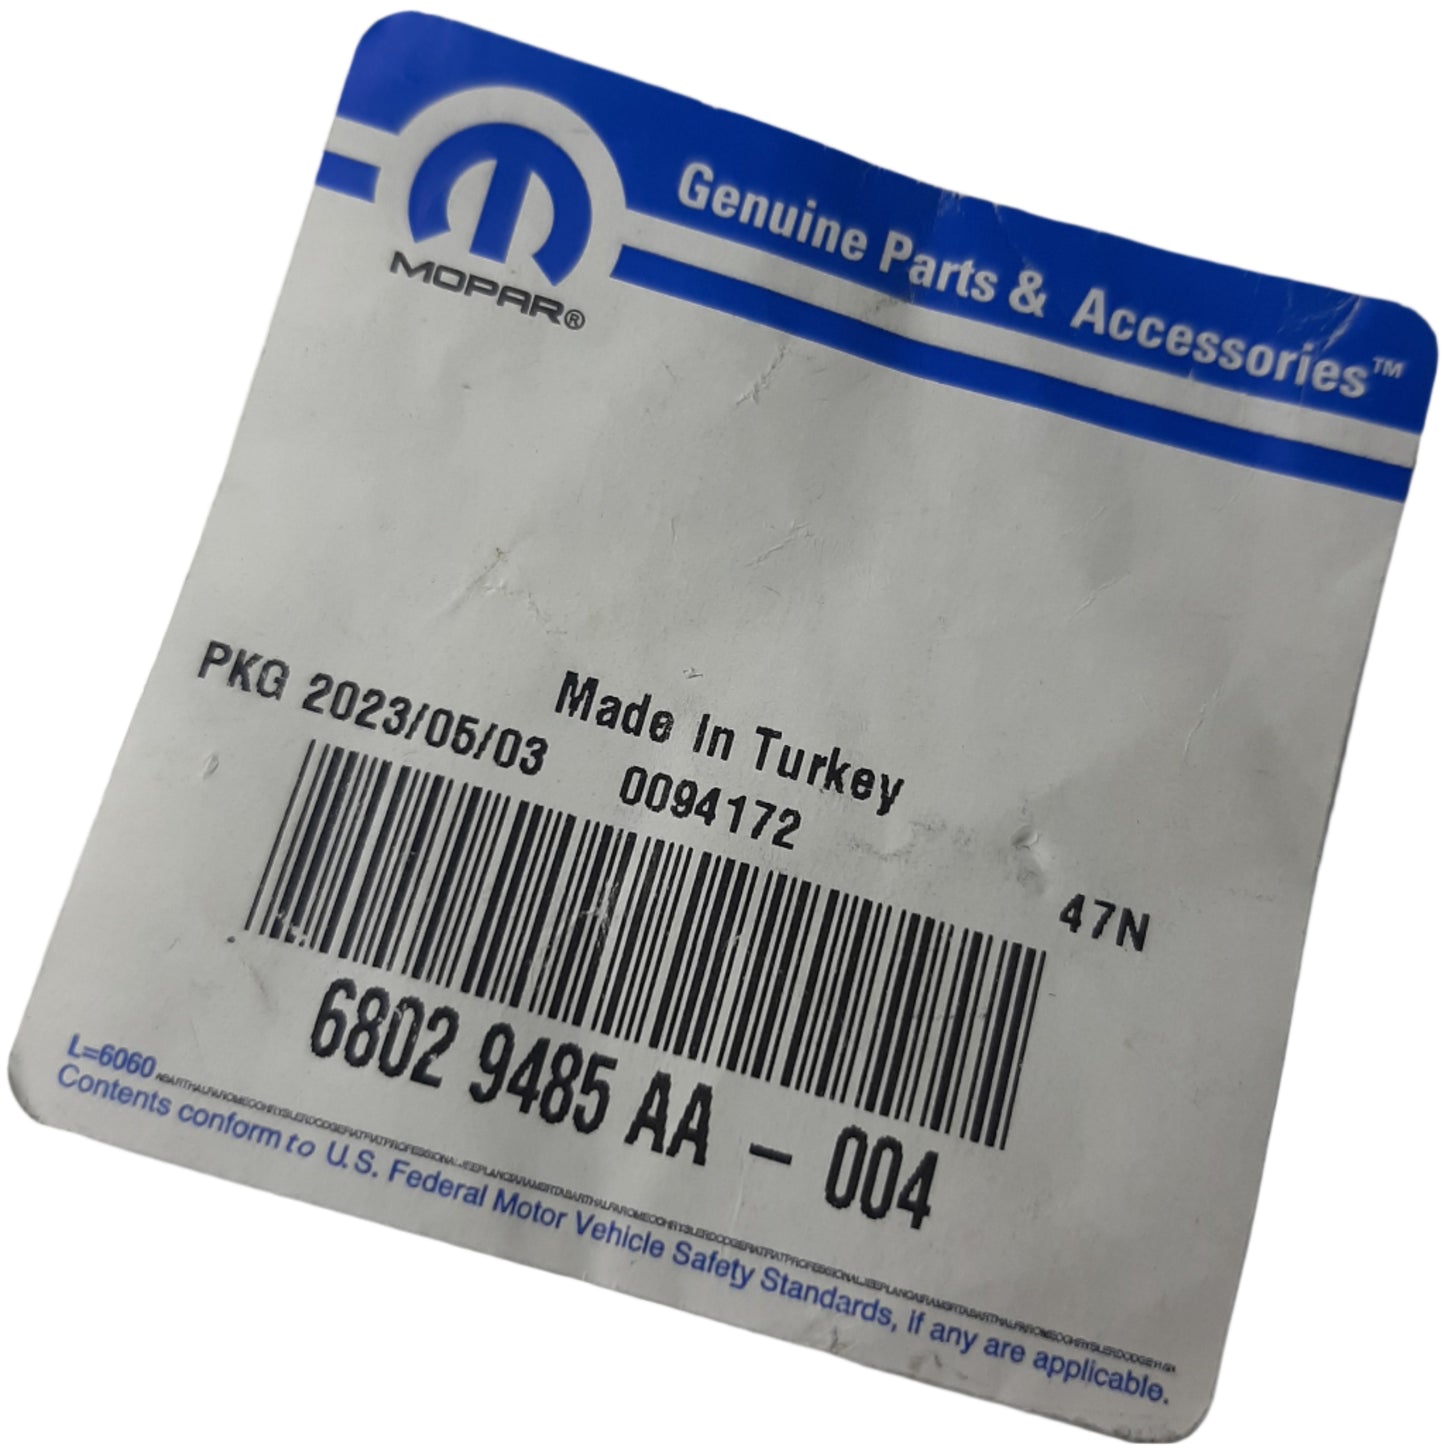 Genuine Parts & Accessories™
MOPAR®
Made In Turkey
PKG 2023/05/03 0094172
47N
6802 9485 AA – 004
L=6060
Contents conform to U.S. Federal Motor Vehicle Safety Standards, if any are applicable.